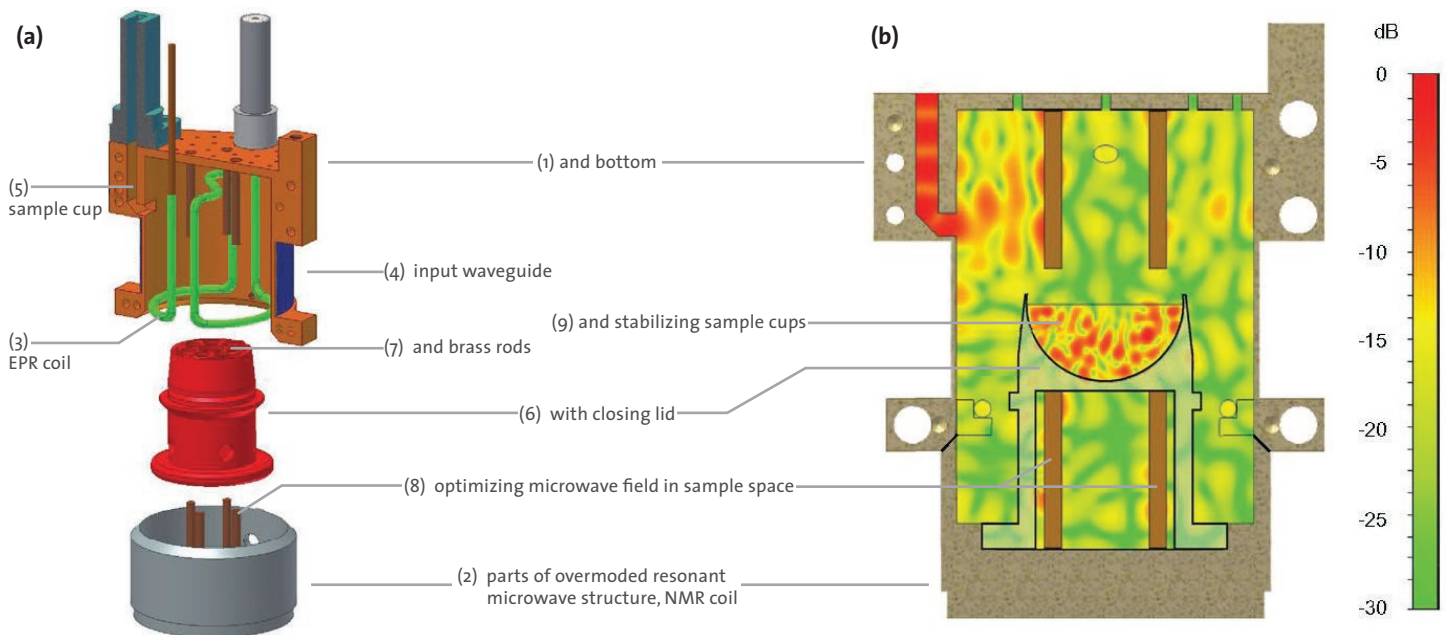 (a)
(b)
dB
0
-5
-10
-15
-20
-25
-30
(1) and bottom
(5)
sample cup
(4) input waveguide
(9) and stabilizing sample cups
(3)
EPR coil
(7) and brass rods
(6) with closing lid
(8) optimizing microwave field in sample space
(2) parts of overmoded resonant
microwave structure, NMR coil